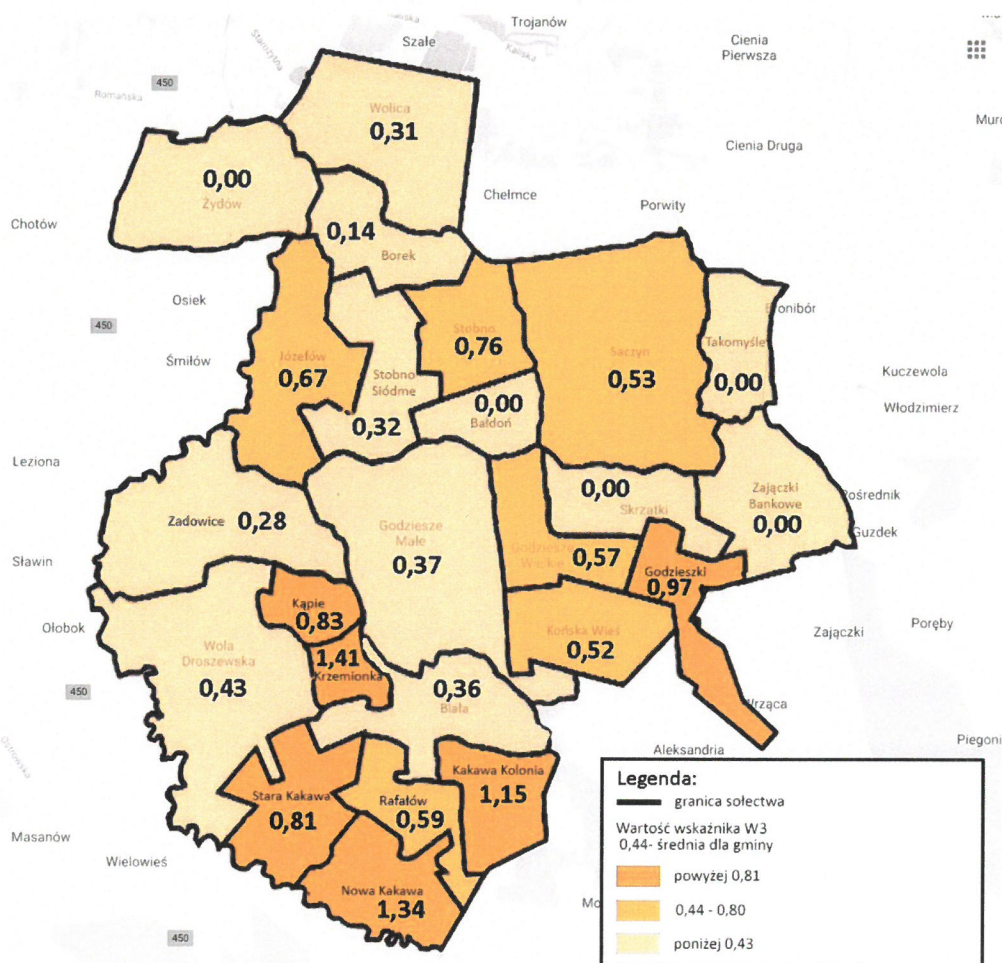 Trojanów
Szałe
Cienia
Pierwsza
Starożytna
Kaliska
450
Romańska
Wolica
0,31
Cienia Druga
0,00
Żydów
Chełmce
Porwity
Chotów
0,14
Borek
Osiek
450
Śmiłów
Józefów
0,67
Stobno
0,76
Stobno
Siódme
0,32
Saczyn
0,53
Takomyśle
0,00
Kuczewola
Włodzimierz
0,00
Bałdoń
Leziona
Zadowice 0,28
Godziesze
Małe
0,37
0,00
Skrzatki
Zajączki
Bankowe
0,00
Pośrednik
Guzdek
Godziesze
Wielkie
0,57
Godzieszki
0,97
Sławin
Kąpie
0,83
Ołobok
Zajączki
Poręby
Końska Wieś
0,52
Wola
Droszewska
0,43
1,41
Krzemionka
0,36
Biała
450
Ostrowska
Aleksandria
Kakawa Kolonia
1,15
Stara Kakawa
0,81
Rafałów
0,59
Masanów
Wielowieś
Nowa Kakawa
1,34
450
Legenda:
granica sołectwa
Wartość wskaźnika W3
0,44- średnia dla gminy
powyżej 0,81
0,44 - 0,80
poniżej 0,43